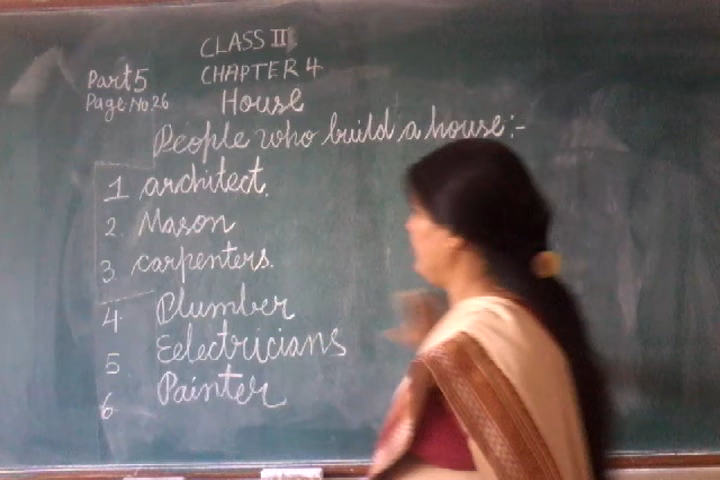 CLASS II
Part 5 CHAPTER 4
Page No. 26 House
People who build a house:-
1 architect.
2. Mason
3 carpenters.
4 Plumber
5. Eelectricians
6. Painter